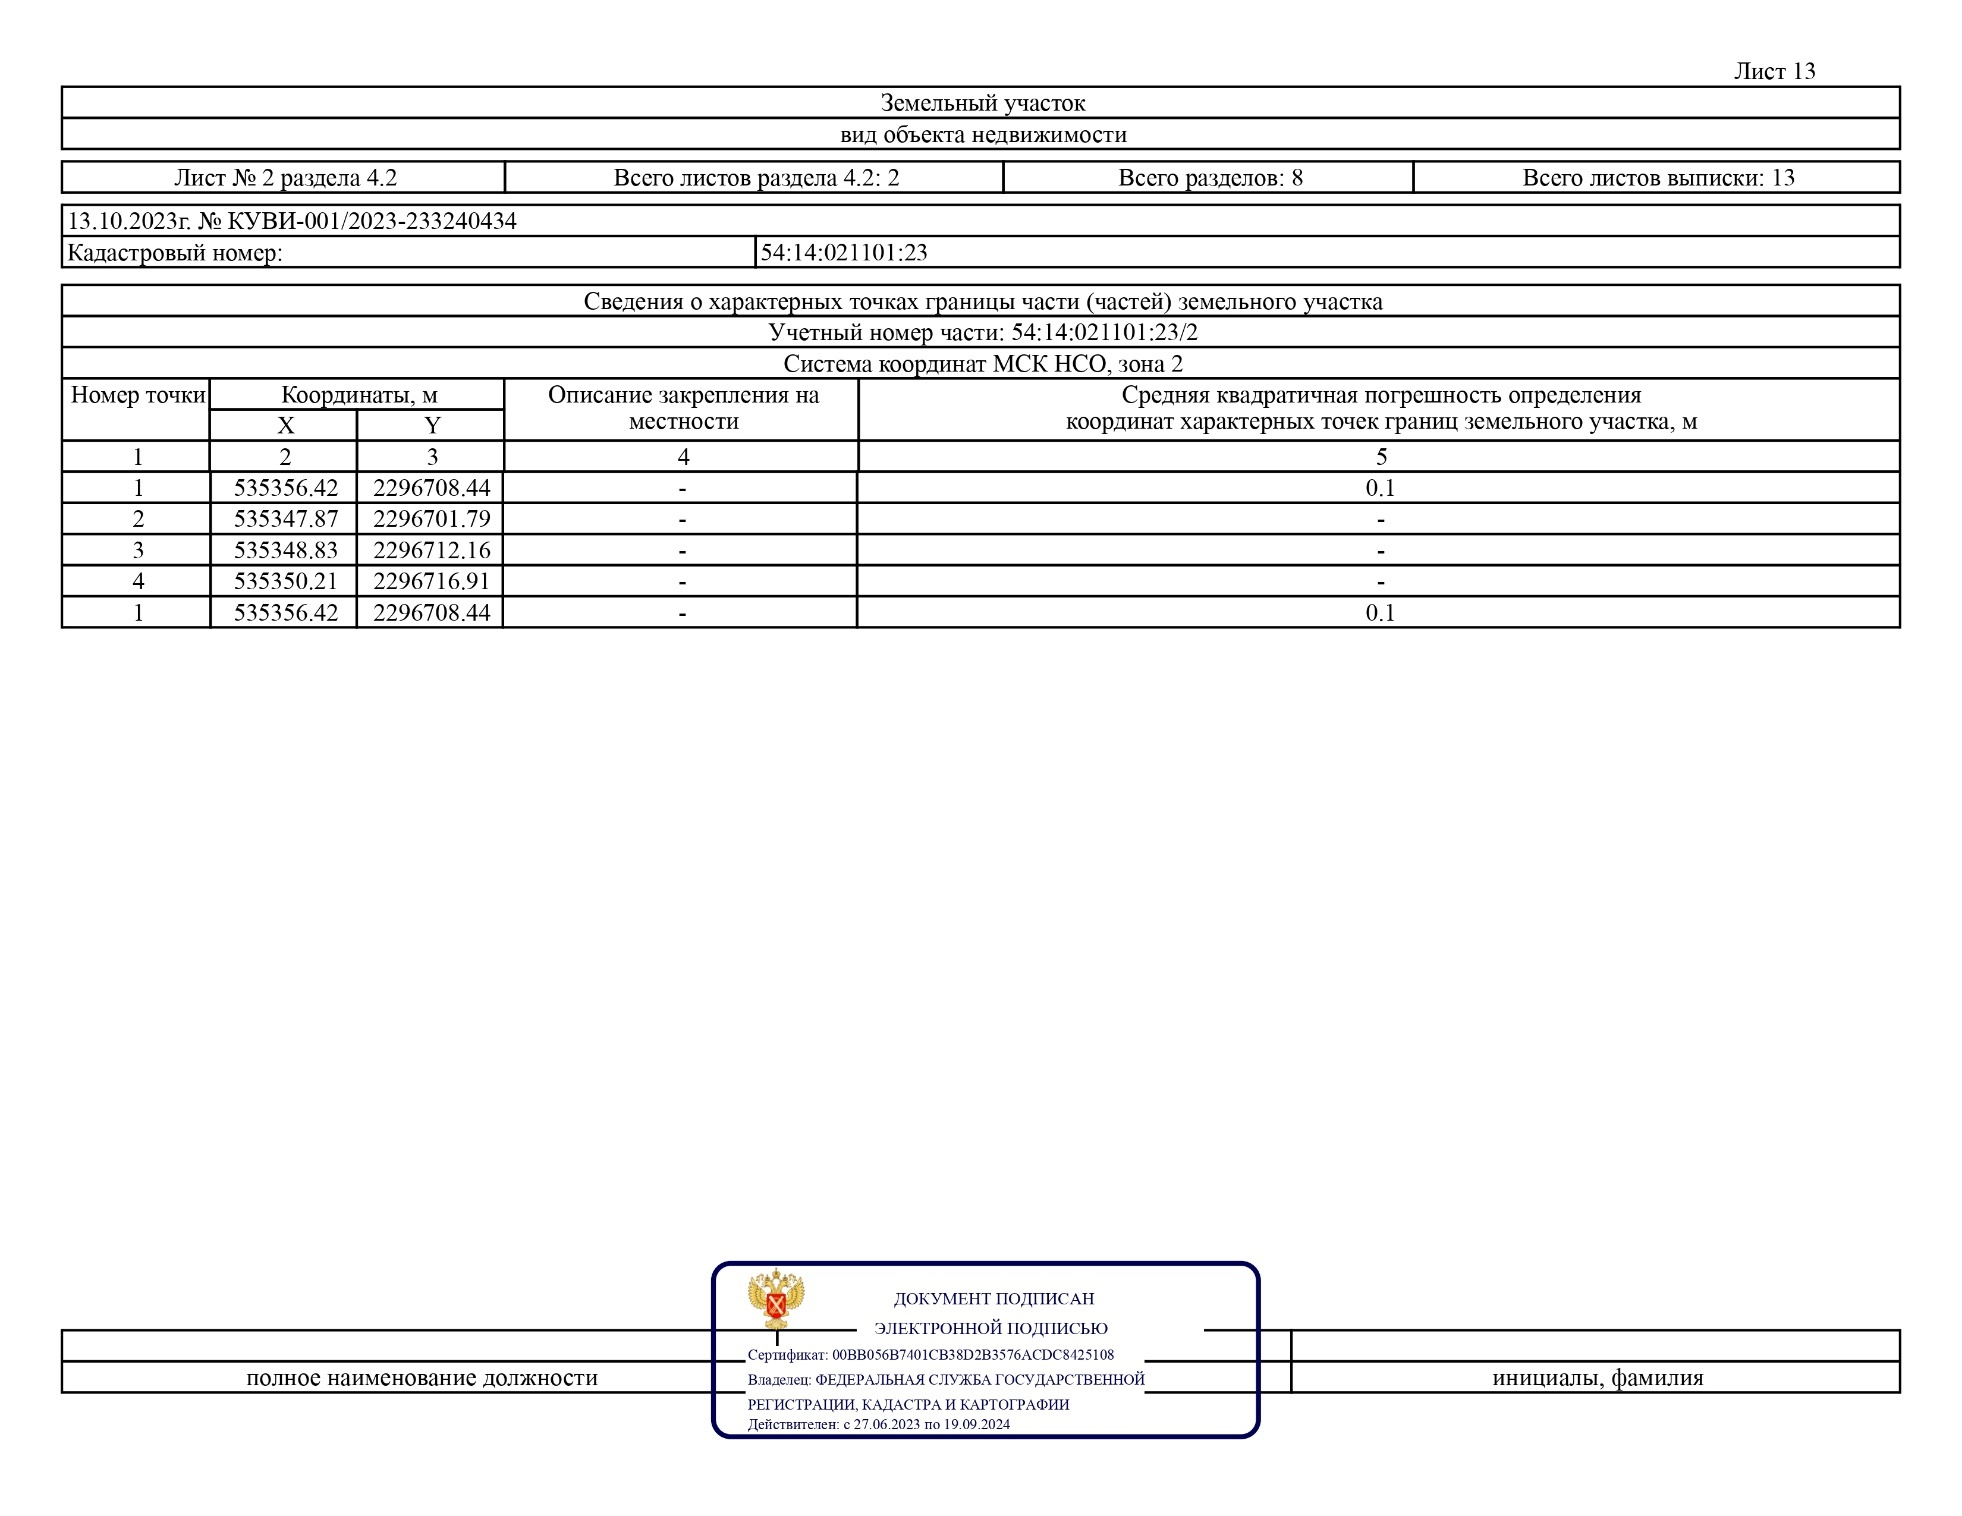 Лист 13
Земельный участок
вид объекта недвижимости
Лист № 2 раздела 4.2 Всего листов раздела 4.2: 2 Всего разделов: 8 Всего листов выписки: 13
13.10.2023г. № КУВИ-001/2023-233240434
Кадастровый номер: 54:14:021101:23
Сведения о характерных точках границы части (частей) земельного участка
Учетный номер части: 54:14:021101:23/2
Система координат МСК НСО, зона 2
Номер точки Координаты, м Описание закрепления на Средняя квадратичная погрешность определения
X Y местности координат характерных точек границ земельного участка, м
1 2 3 4 5
1 535356.42 2296708.44 - 0.1
2 535347.87 2296701.79 - -
3 535348.83 2296712.16 - -
4 535350.21 2296716.91 - -
1 535356.42 2296708.44 - 0.1
ДОКУМЕНТ ПОДПИСАН
ЭЛЕКТРОННОЙ ПОДПИСЬЮ
Сертификат: 00BB056B7401CB38D2B3576ACDC8425108
Владелец: ФЕДЕРАЛЬНАЯ СЛУЖБА ГОСУДАРСТВЕННОЙ
РЕГИСТРАЦИИ, КАДАСТРА И КАРТОГРАФИИ
Действителен: с 27.06.2023 по 19.09.2024
полное наименование должности инициалы, фамилия